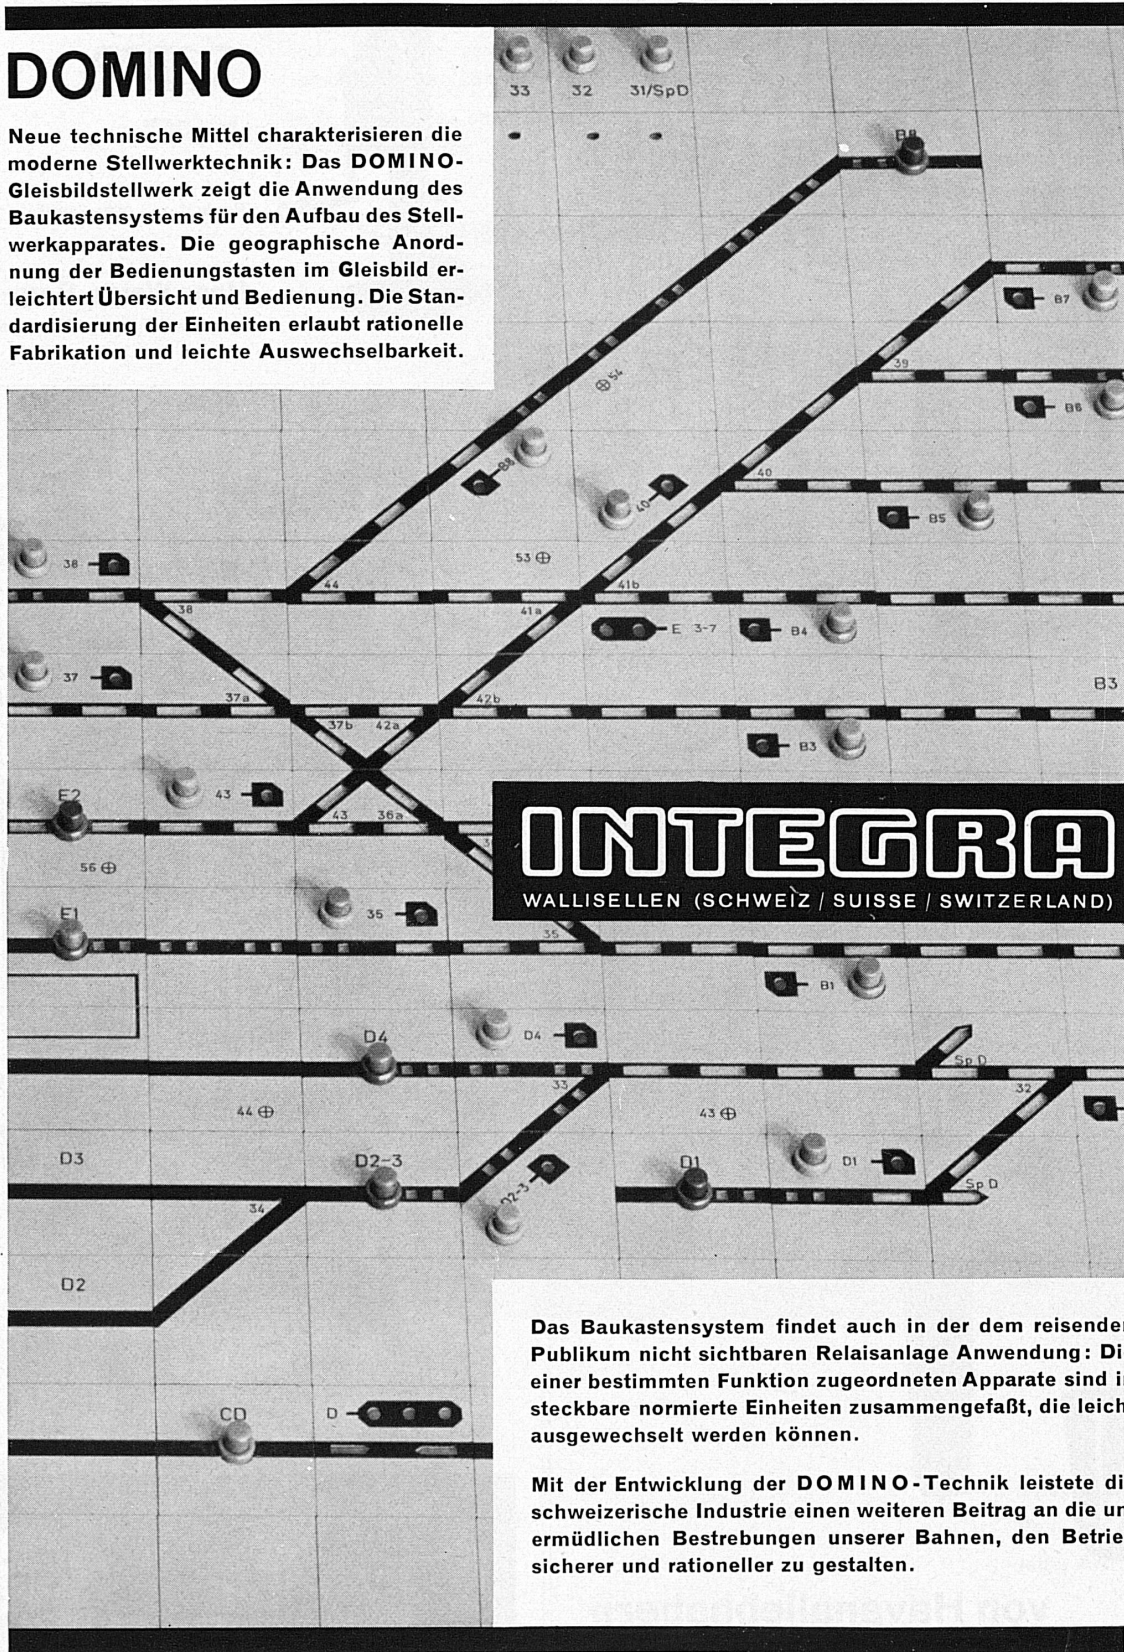 DOMINO
Neue technische Mittel charakterisieren die
moderne Stellwerktechnik: Das DOMINO-
Gleisbildstellwerk zeigt die Anwendung des
Baukastensystems für den Aufbau des Stell-
werkapparates. Die geographische Anord-
nung der Bedienungstasten im Gleisbild er-
leichtert Übersicht und Bedienung. Die Stan-
dardisierung der Einheiten erlaubt rationelle
Fabrikation und leichte Auswechselbarkeit.
33 32 31/SpD
B8
B7
39
54
B6
B8
40
40
B5
53
38
44
41b
38
41a
E 3-7
B4
37
37a
42b
B3
37b 42a
B3
E2
43
43 36a
INTEGRA
WALLISELLEN (SCHWEIZ / SUISSE / SWITZERLAND)
56
E1
35
35
B1
D4
D4
Sp D
33
32
44
43
D3
D2-3
D1
D1
D2-3
Sp D
34
D2
CD
D
Das Baukastensystem findet auch in der dem reisenden
Publikum nicht sichtbaren Relaisanlage Anwendung: Di
einer bestimmten Funktion zugeordneten Apparate sind i
steckbare normierte Einheiten zusammengefaßt, die leich
ausgewechselt werden können.
Mit der Entwicklung der DOMINO-Technik leistete di
schweizerische Industrie einen weiteren Beitrag an die un
ermüdlichen Bestrebungen unserer Bahnen, den Betrie
sicherer und rationeller zu gestalten.